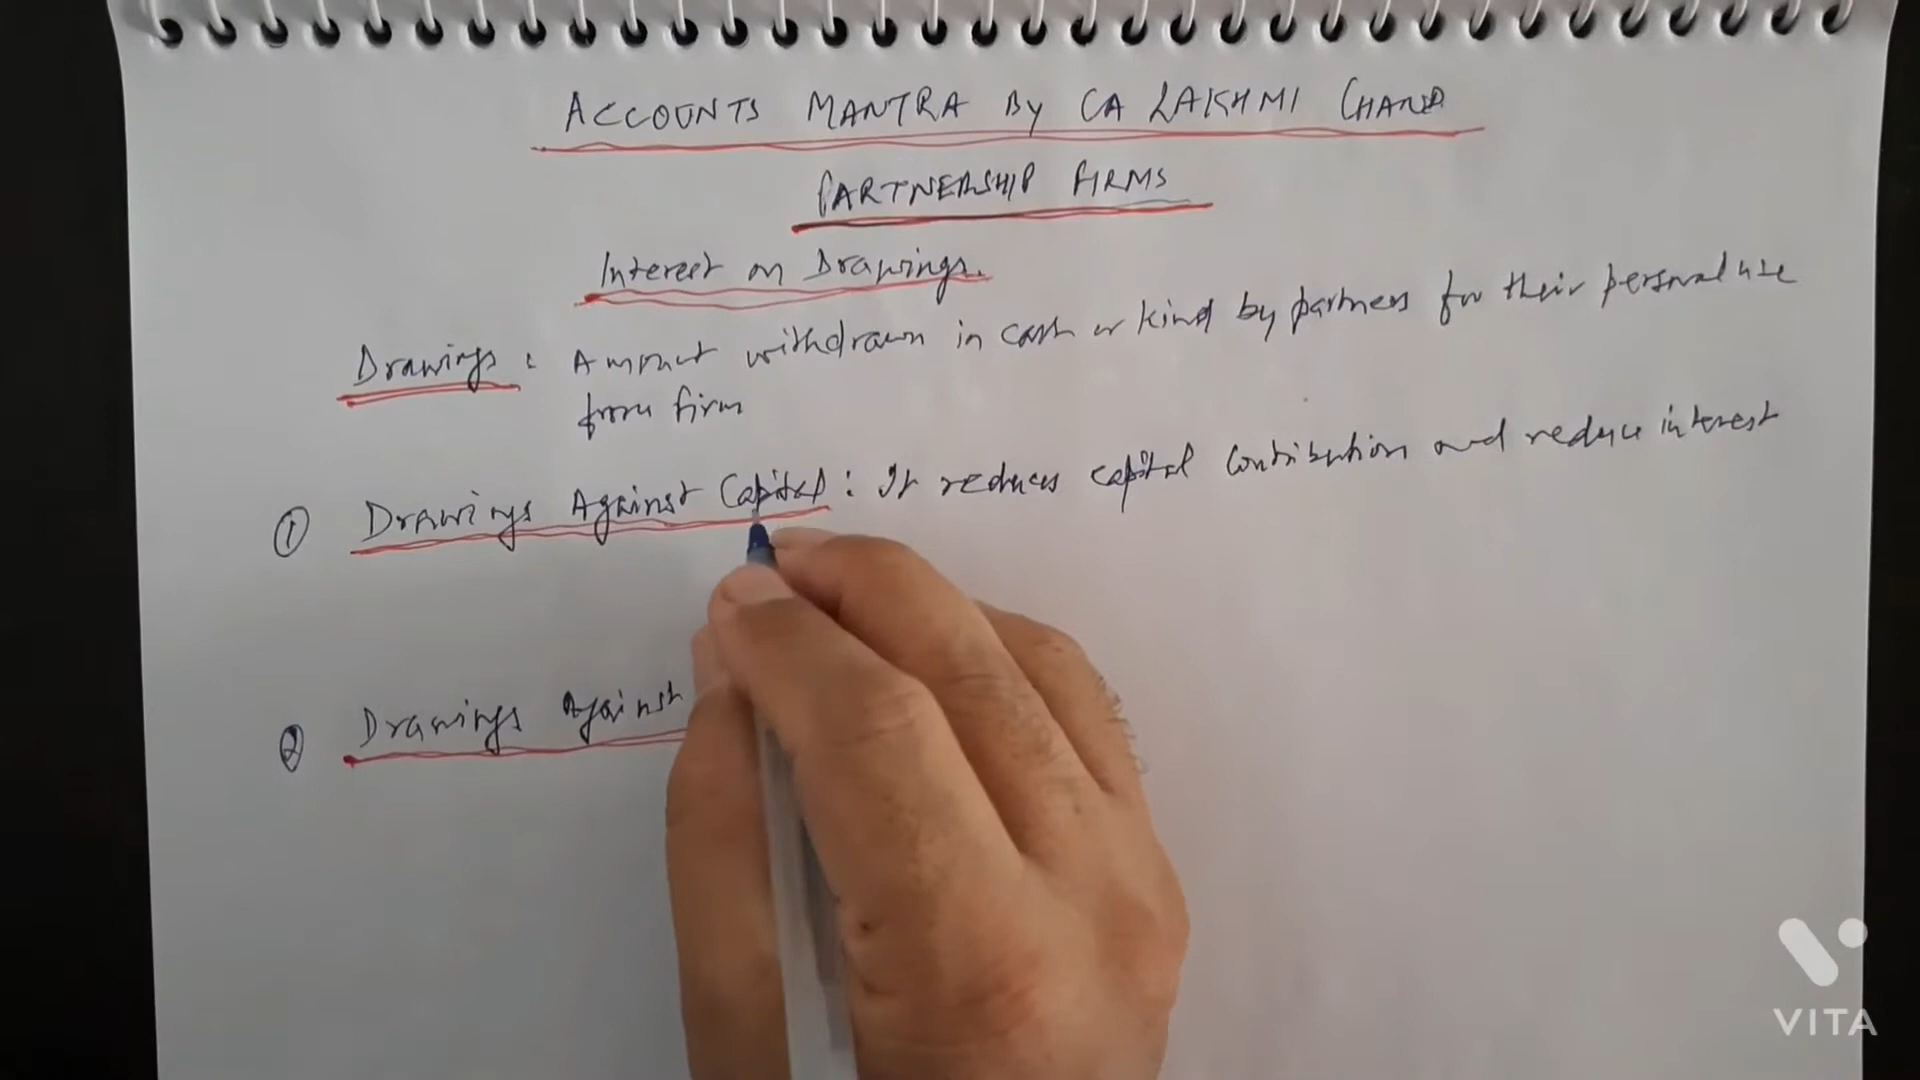 ACCOUNTS MANTRA BY CA LAKHMI CHAND
PARTNERSHIP FIRMS
Interest on Drawings.
Drawings : Amount withdrawn in cash or kind by partners for their personal use
from firm
① Drawings Against Capital : It reduces capital contribution and reduce interest
② Drawings Against
VITA